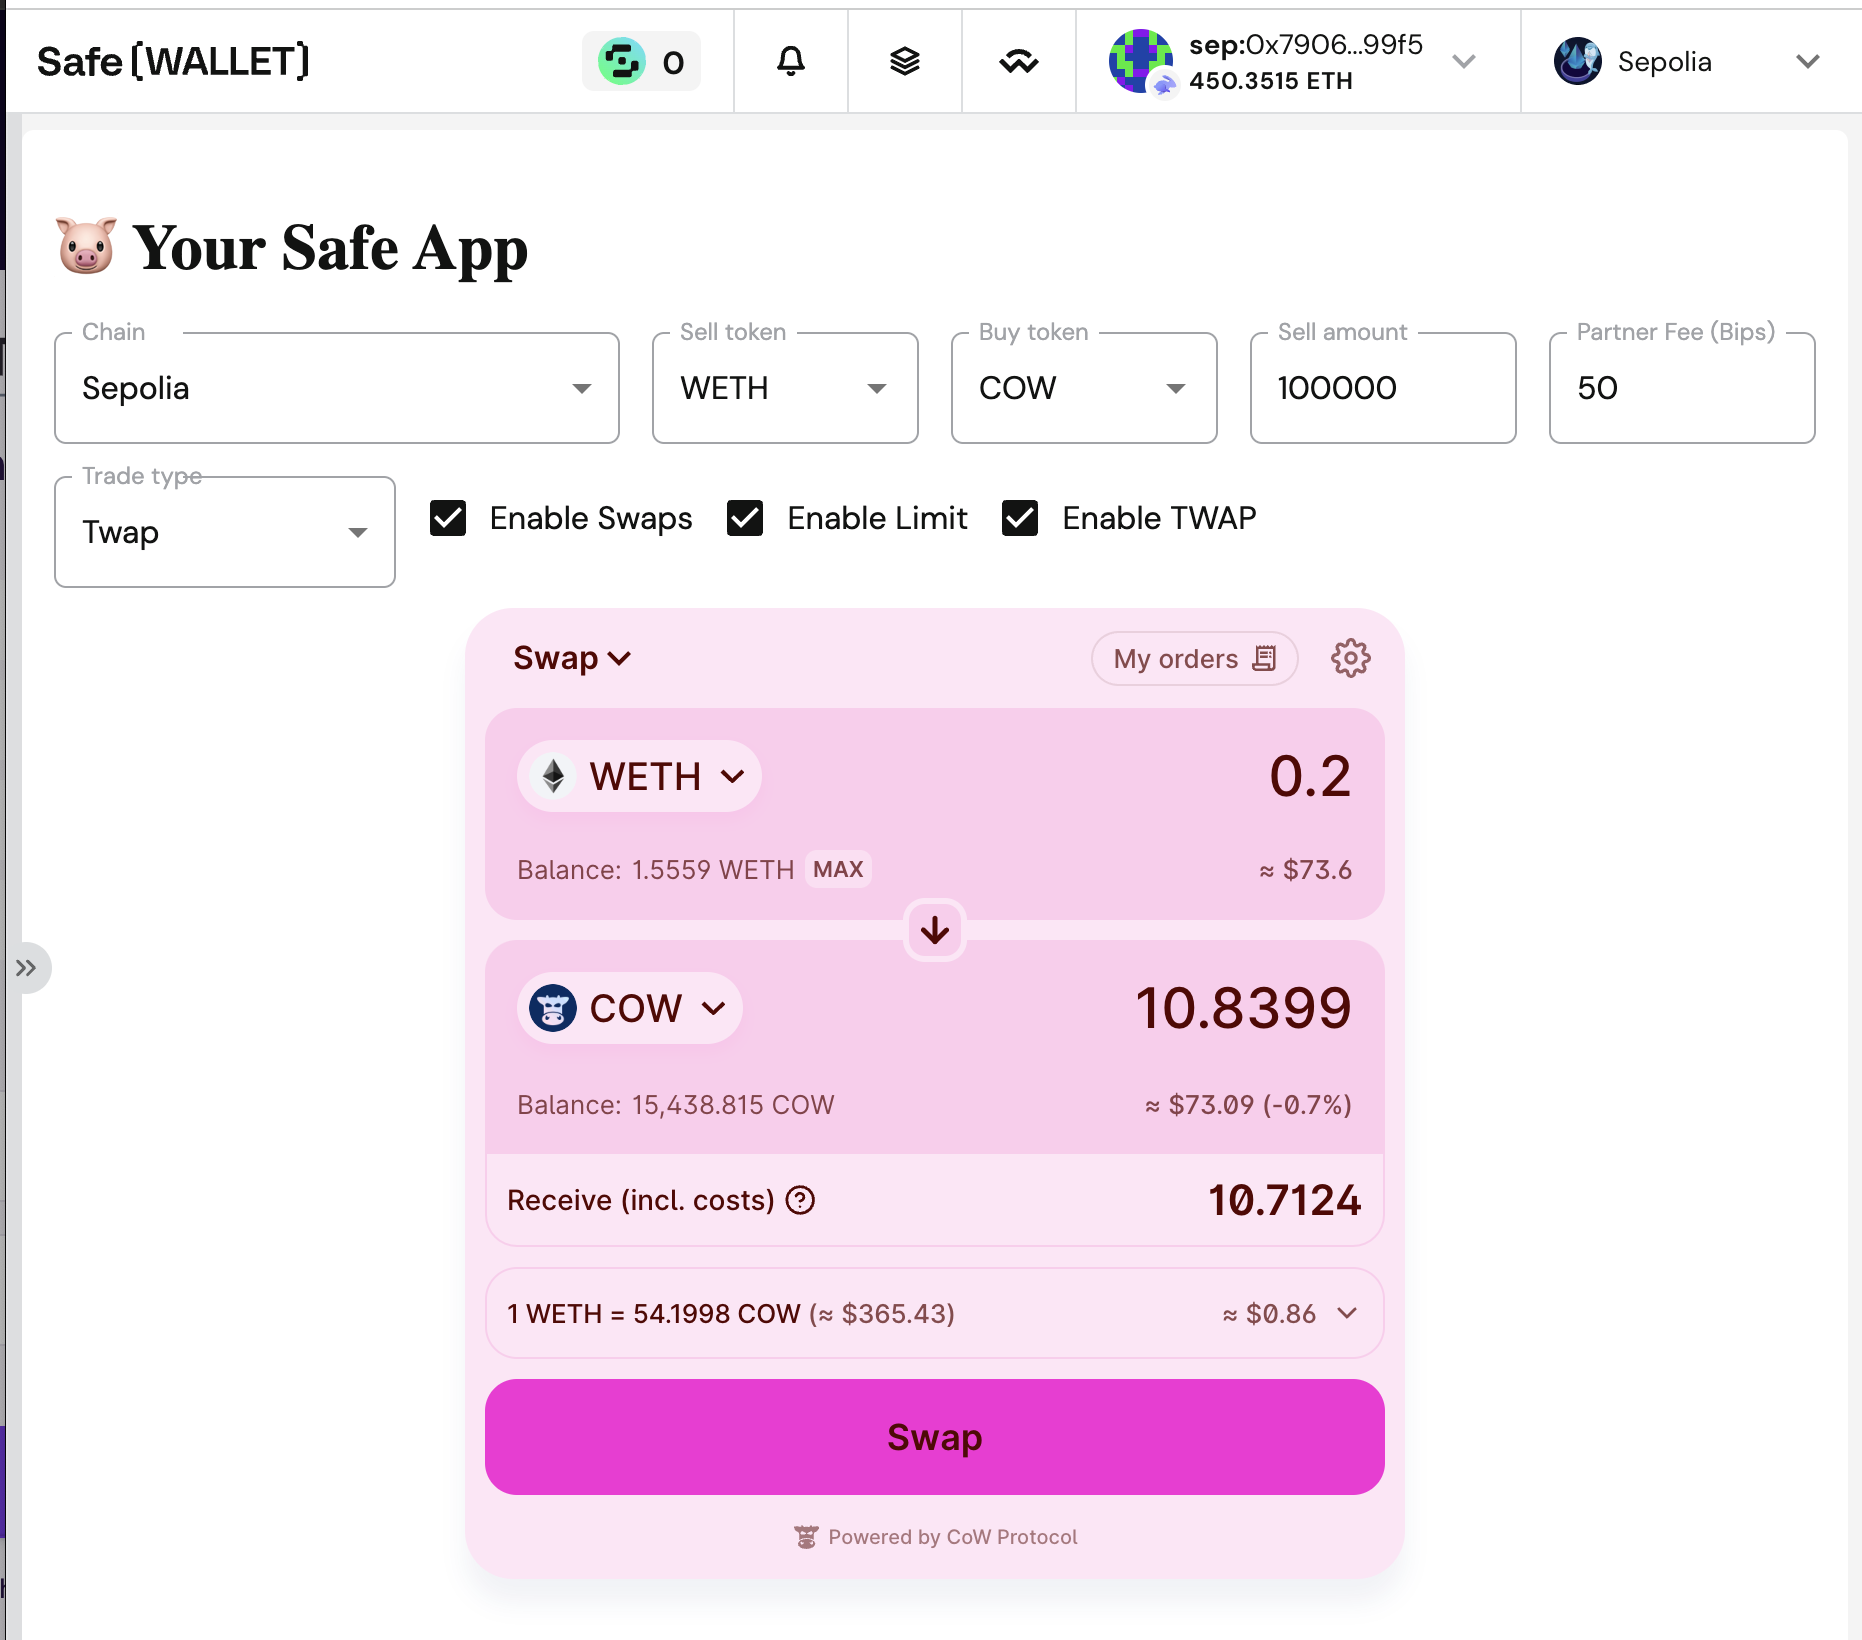 Safe{WALLET}
0
sep:0x7906...99f5
450.3515 ETH
Sepolia
Your Safe App
Chain
Sepolia
Sell token
WETH
Buy token
COW
Sell amount
100000
Partner Fee (Bips)
50
Trade type
Twap
Enable Swaps
Enable Limit
Enable TWAP
Swap
My orders
WETH
0.2
Balance: 1.5559 WETH MAX
≈ $73.6
COW
10.8399
Balance: 15,438.815 COW
≈ $73.09 (-0.7%)
Receive (incl. costs) ?
10.7124
1 WETH = 54.1998 COW (≈ $365.43)
≈ $0.86
Swap
Powered by CoW Protocol